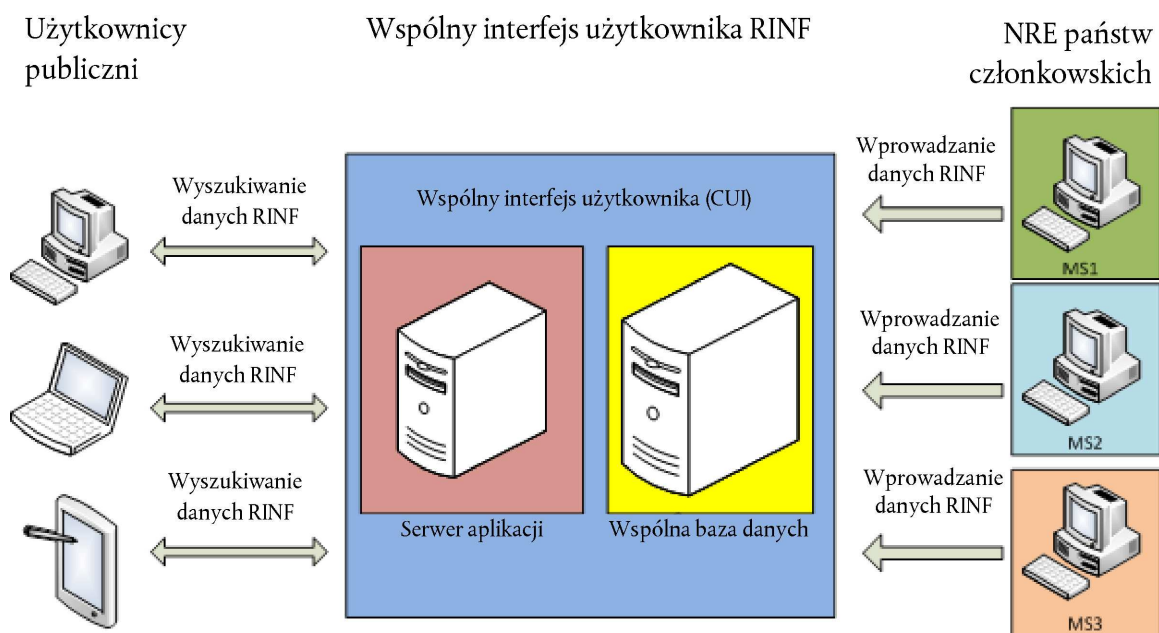 Użytkownicy
publiczni
Wspólny interfejs użytkownika RINF
NRE państw
członkowskich
Wyszukiwanie
danych RINF
Wyszukiwanie
danych RINF
Wyszukiwanie
danych RINF
Wspólny interfejs użytkownika (CUI)
Serwer aplikacji
Wspólna baza danych
Wprowadzanie
danych RINF
MS1
Wprowadzanie
danych RINF
MS2
Wprowadzanie
danych RINF
MS3